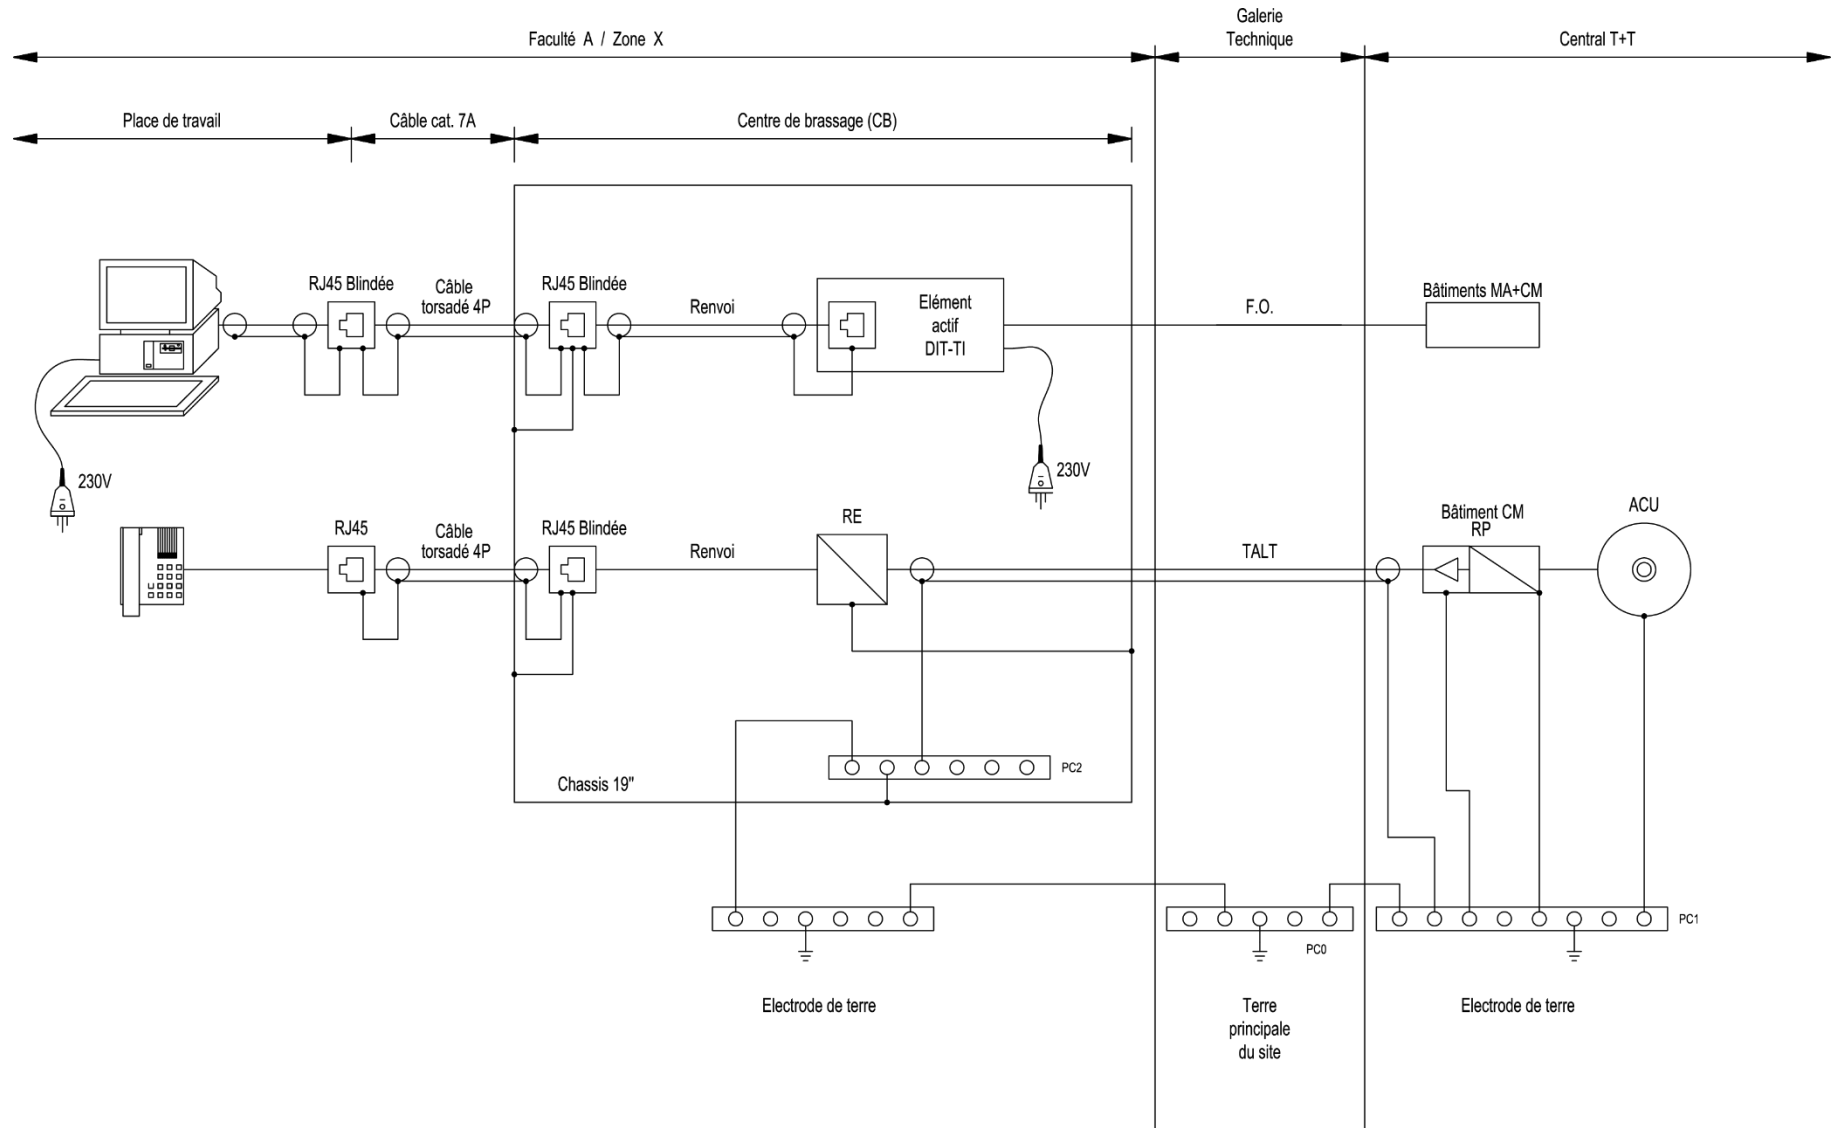 Galerie
Technique
Faculté A / Zone X
Central T+T
Place de travail
Câble cat. 7A
Centre de brassage (CB)
RJ45 Blindée
Câble
torsadé 4P
RJ45 Blindée
Renvoi
Elément
actif
DIT-TI
F.O.
Bâtiments MA+CM
230V
230V
RJ45
Câble
torsadé 4P
RJ45 Blindée
Renvoi
RE
TALT
Bâtiment CM
RP
ACU
PC2
Chassis 19"
PC0
PC1
Electrode de terre
Terre
principale
du site
Electrode de terre